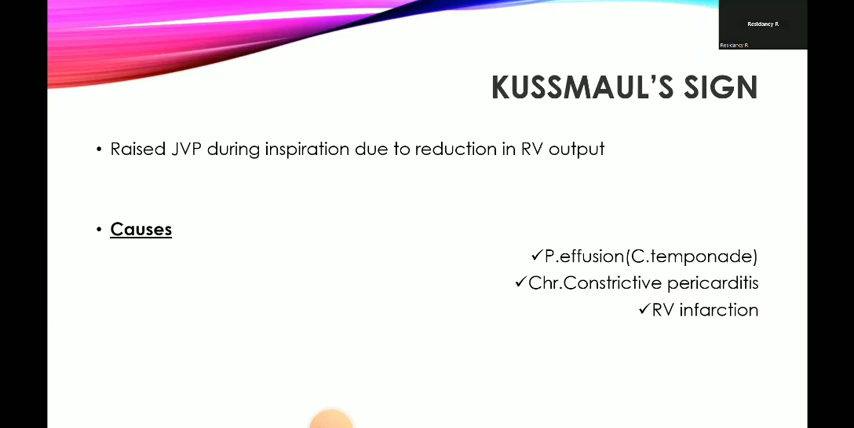 Residancy R
Residancy R
KUSSMAUL'S SIGN
• Raised JVP during inspiration due to reduction in RV output
• Causes
✓P.effusion(C.temponade)
✓Chr.Constrictive pericarditis
✓RV infarction